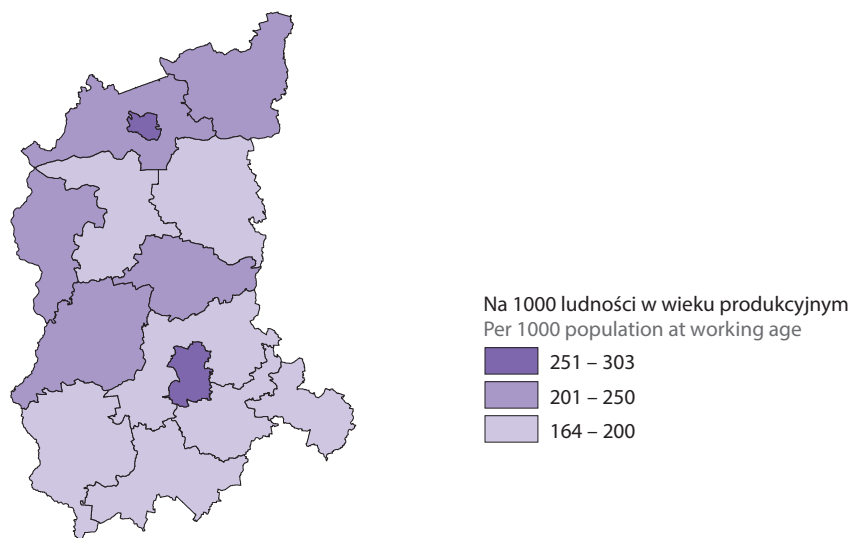 Na 1000 ludności w wieku produkcyjnym
Per 1000 population at working age
251 – 303
201 – 250
164 – 200